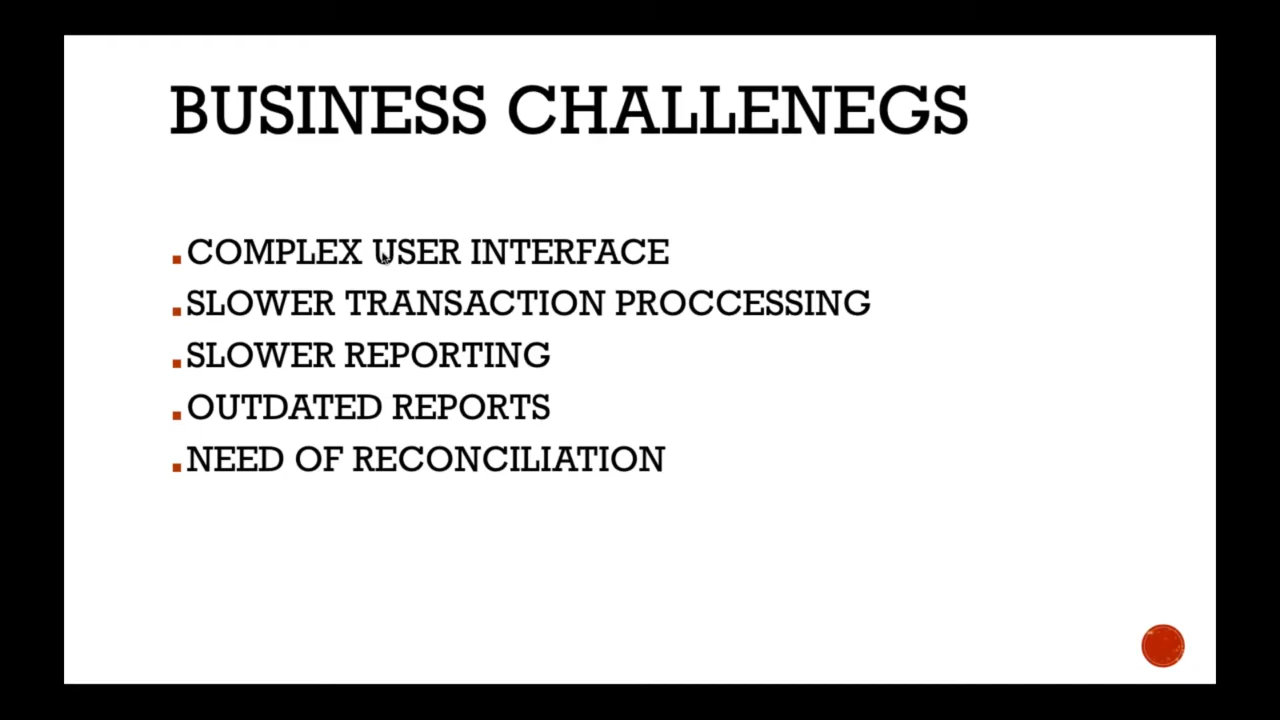 BUSINESS CHALLENEGS
COMPLEX USER INTERFACE
SLOWER TRANSACTION PROCCESSING
SLOWER REPORTING
OUTDATED REPORTS
NEED OF RECONCILIATION